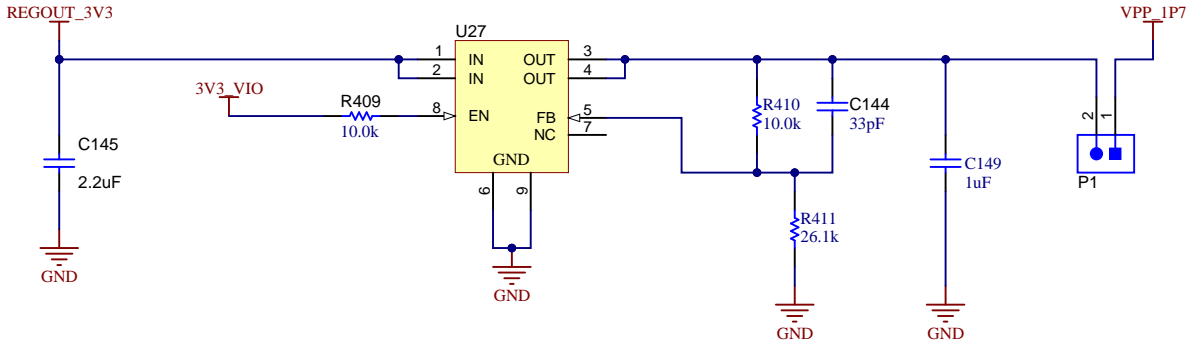 REGOUT_3V3
VPP_1P7
U27
1 IN OUT 3
2 IN OUT 4
3V3_VIO
R409
10.0k
8 EN FB 5
NC 7
GND
6 9
GND
C145
2.2uF
GND
R410
10.0k
C144
33pF
R411
26.1k
GND
C149
1uF
GND
2 1
P1